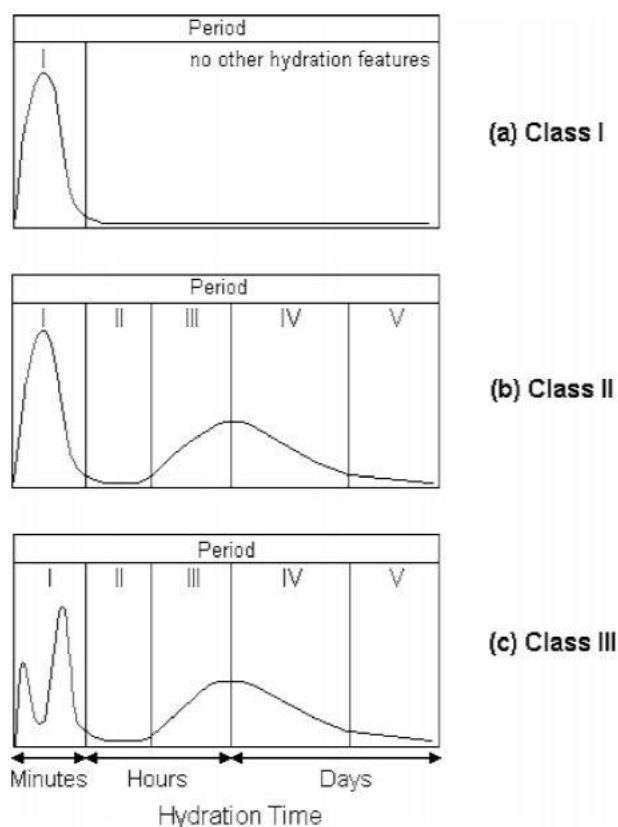 Period
I
no other hydration features
(a) Class I
Period
I II III IV V
(b) Class II
Period
I II III IV V
(c) Class III
Minutes Hours Days
Hydration Time